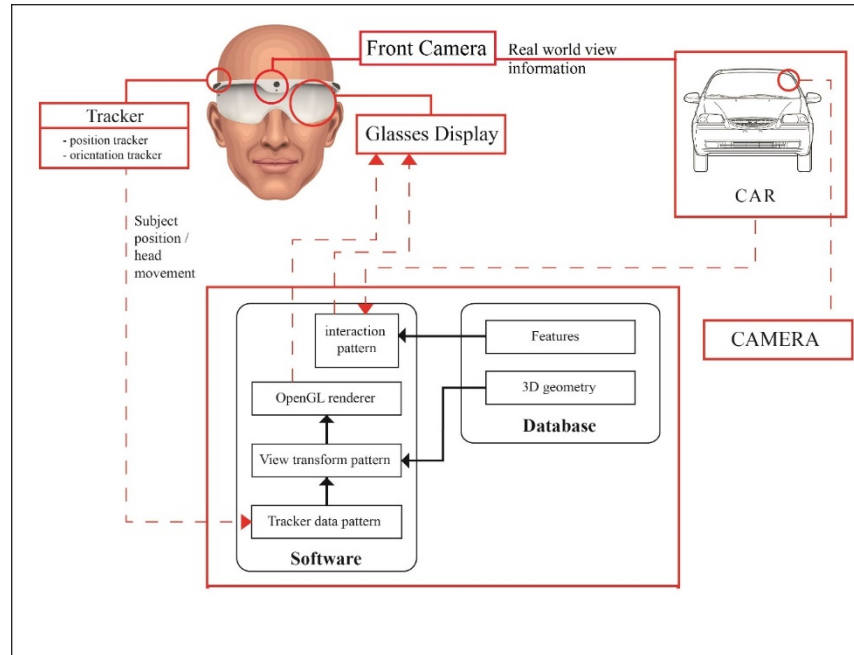 Front Camera
Real world view
information
Tracker
- position tracker
- orientation tracker
Glasses Display
CAR
Subject
position /
head
movement
CAMERA
interaction
pattern
Features
OpenGL renderer
3D geometry
Database
View transform pattern
Tracker data pattern
Software